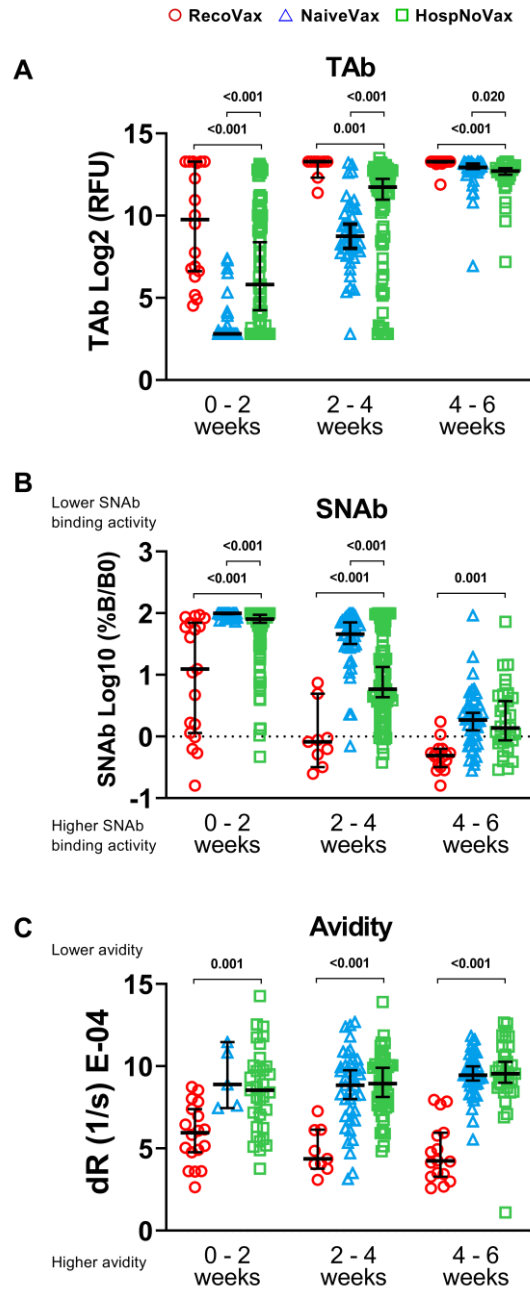 RecoVax NaiveVax HospNoVax
A
TAb
<0.001 <0.001 0.020
<0.001 0.001 <0.001
TAb Log2 (RFU)
15
10
5
0
0 - 2 weeks
2 - 4 weeks
4 - 6 weeks
B
Lower SNAb
binding activity
SNAb
<0.001 <0.001
<0.001 <0.001 0.001
SNAb Log10 (%B/B0)
3
2
1
0
-1
Higher SNAb
binding activity
0 - 2 weeks
2 - 4 weeks
4 - 6 weeks
C
Avidity
Lower avidity
0.001 <0.001 <0.001
dR (1/s) E-04
15
10
5
0
Higher avidity
0 - 2 weeks
2 - 4 weeks
4 - 6 weeks